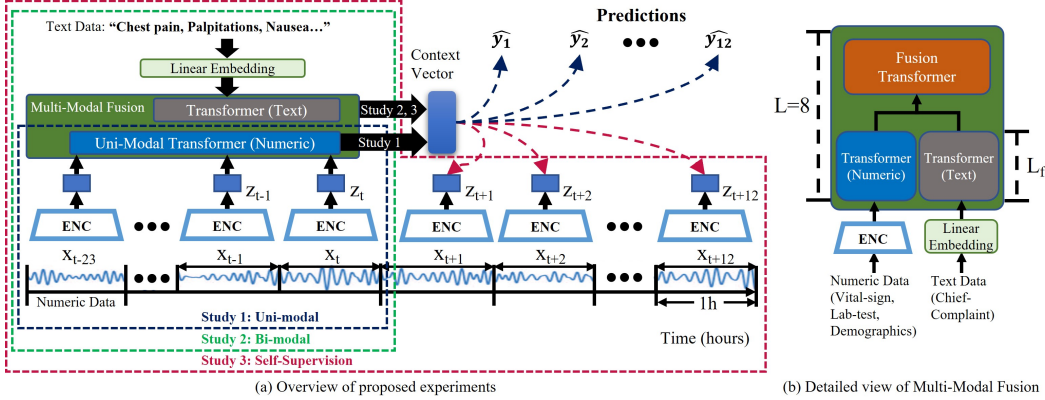 Text Data: “Chest pain, Palpitations, Nausea…”
Linear Embedding
Multi-Modal Fusion
Transformer (Text)
Uni-Modal Transformer (Numeric)
Study 2, 3
Study 1
Context
Vector
Predictions
ŷ1
ŷ2
ŷ12
Zt-1
Zt
Zt+1
Zt+2
Zt+12
ENC
ENC
ENC
ENC
ENC
ENC
Xt-23
Xt-1
Xt
Xt+1
Xt+2
Xt+12
Numeric Data
1h
Study 1: Uni-modal
Study 2: Bi-modal
Study 3: Self-Supervision
Time (hours)
(a) Overview of proposed experiments
Fusion
Transformer
L=8
Transformer
(Numeric)
Transformer
(Text)
Lf
ENC
Linear
Embedding
Numeric Data
(Vital-sign,
Lab-test,
Demographics)
Text Data
(Chief-
Complaint)
(b) Detailed view of Multi-Modal Fusion